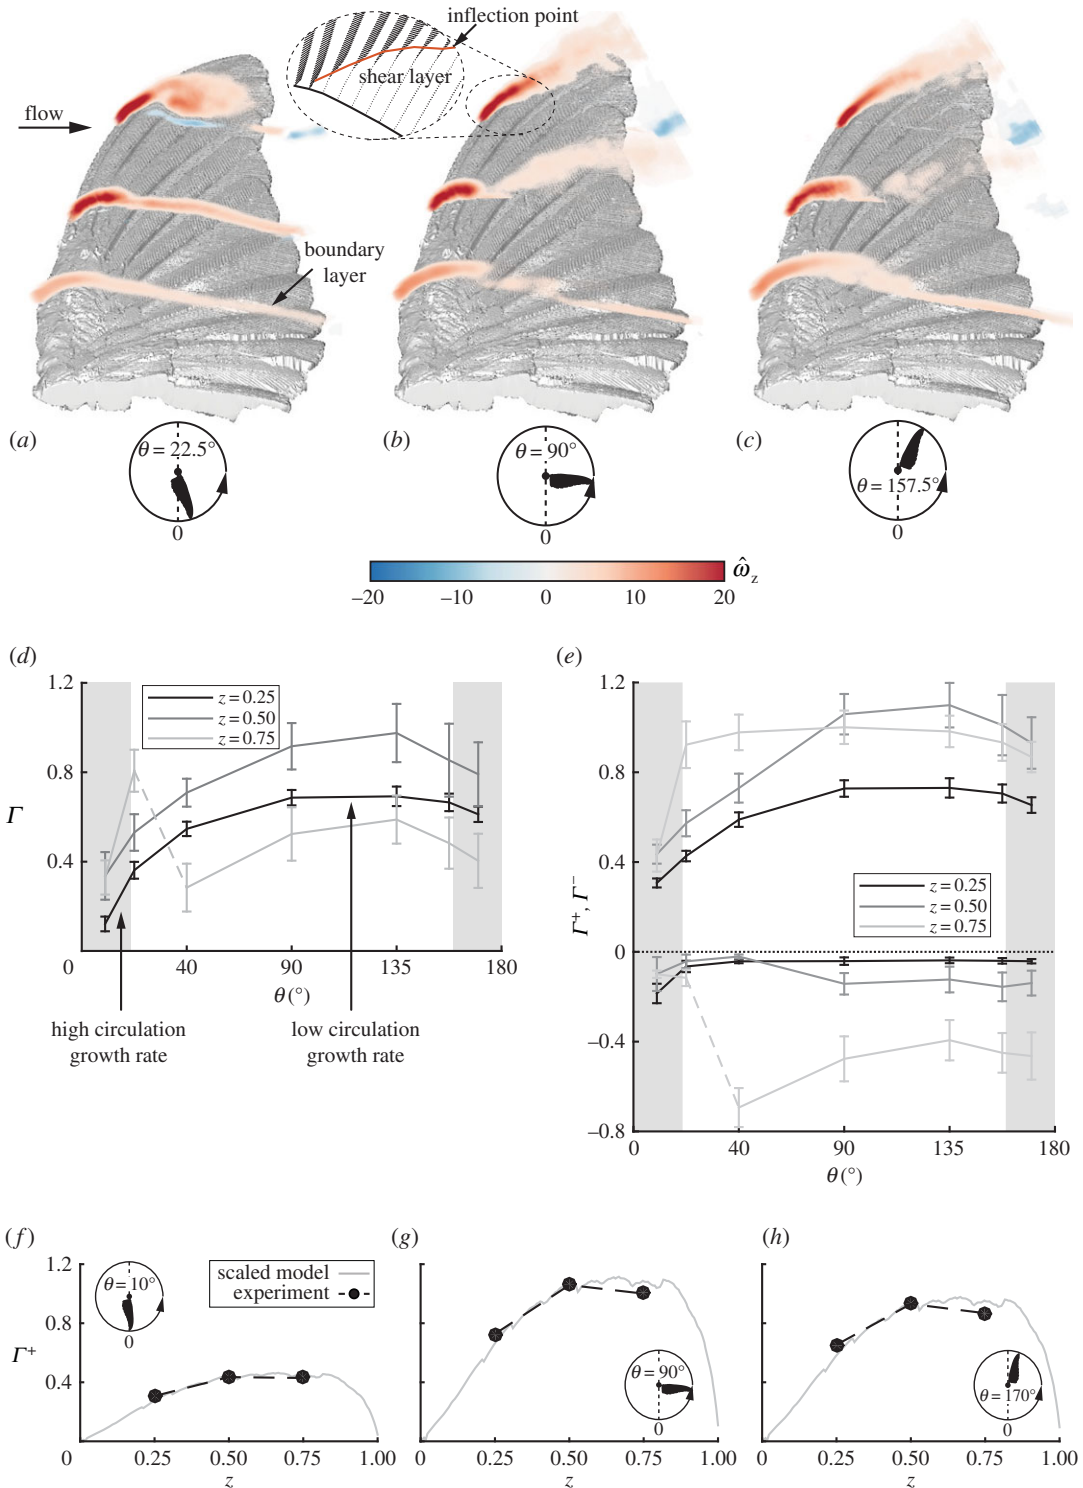 inflection point
shear layer
flow
boundary
layer
(a)
θ = 22.5°
0
(b)
θ = 90°
0
(c)
θ = 157.5°
0
−20 −10 0 10 20
ω̂z
(d)
1.2
0.8
0.4
0 40 90 135 180
Γ
θ (°)
z = 0.25
z = 0.50
z = 0.75
high circulation
growth rate
low circulation
growth rate
(e)
1.2
0.8
0.4
0
−0.4
−0.8
Γ+, Γ−
z = 0.25
z = 0.50
z = 0.75
0 40 90 135 180
θ (°)
(f)
1.2
0.8
0.4
Γ+
θ = 10°
0
scaled model
experiment
0 0.25 0.50 0.75 1.00
z
(g)
θ = 90°
0
0 0.25 0.50 0.75 1.00
z
(h)
θ = 170°
0
0 0.25 0.50 0.75 1.00
z